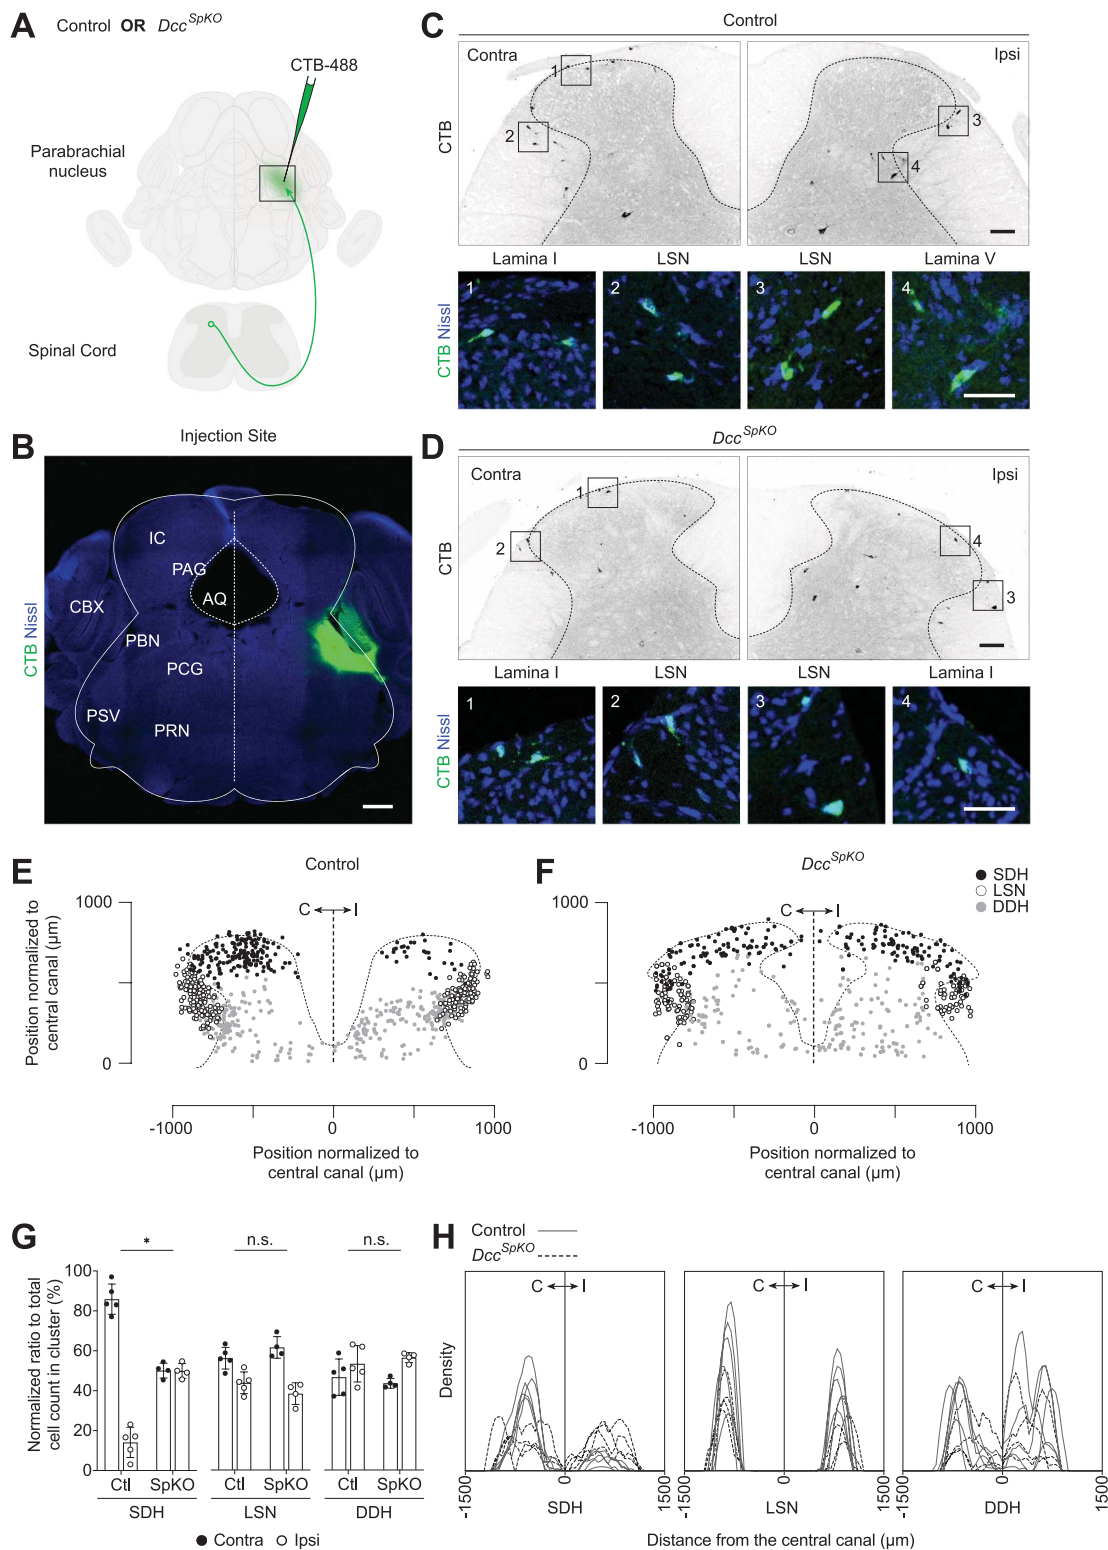 A
Control OR Dcc^SpKO
CTB-488
Parabrachial
nucleus
Spinal Cord
B
Injection Site
CTB Nissl
IC
PAG
AQ
CBX
PBN
PCG
PSV
PRN
C
Control
CTB
Contra
Ipsi
1
2
3
4
Lamina I
LSN
LSN
Lamina V
CTB Nissl
1
2
3
4
D
Dcc^SpKO
CTB
Contra
Ipsi
1
2
4
3
Lamina I
LSN
LSN
Lamina I
CTB Nissl
1
2
3
4
E
Control
Position normalized to
central canal (µm)
1000
0
C
I
-1000
0
1000
Position normalized to
central canal (µm)
F
Dcc^SpKO
SDH
LSN
DDH
1000
0
C
I
-1000
0
1000
Position normalized to
central canal (µm)
G
Normalized ratio to total
cell count in cluster (%)
100
80
60
40
20
0
*
n.s.
n.s.
Ctl
SpKO
Ctl
SpKO
Ctl
SpKO
SDH
LSN
DDH
Contra
Ipsi
H
Control
Dcc^SpKO
Density
C
I
C
I
C
I
-1500
0
1500
-1500
0
1500
-1500
0
1500
SDH
LSN
DDH
Distance from the central canal (µm)